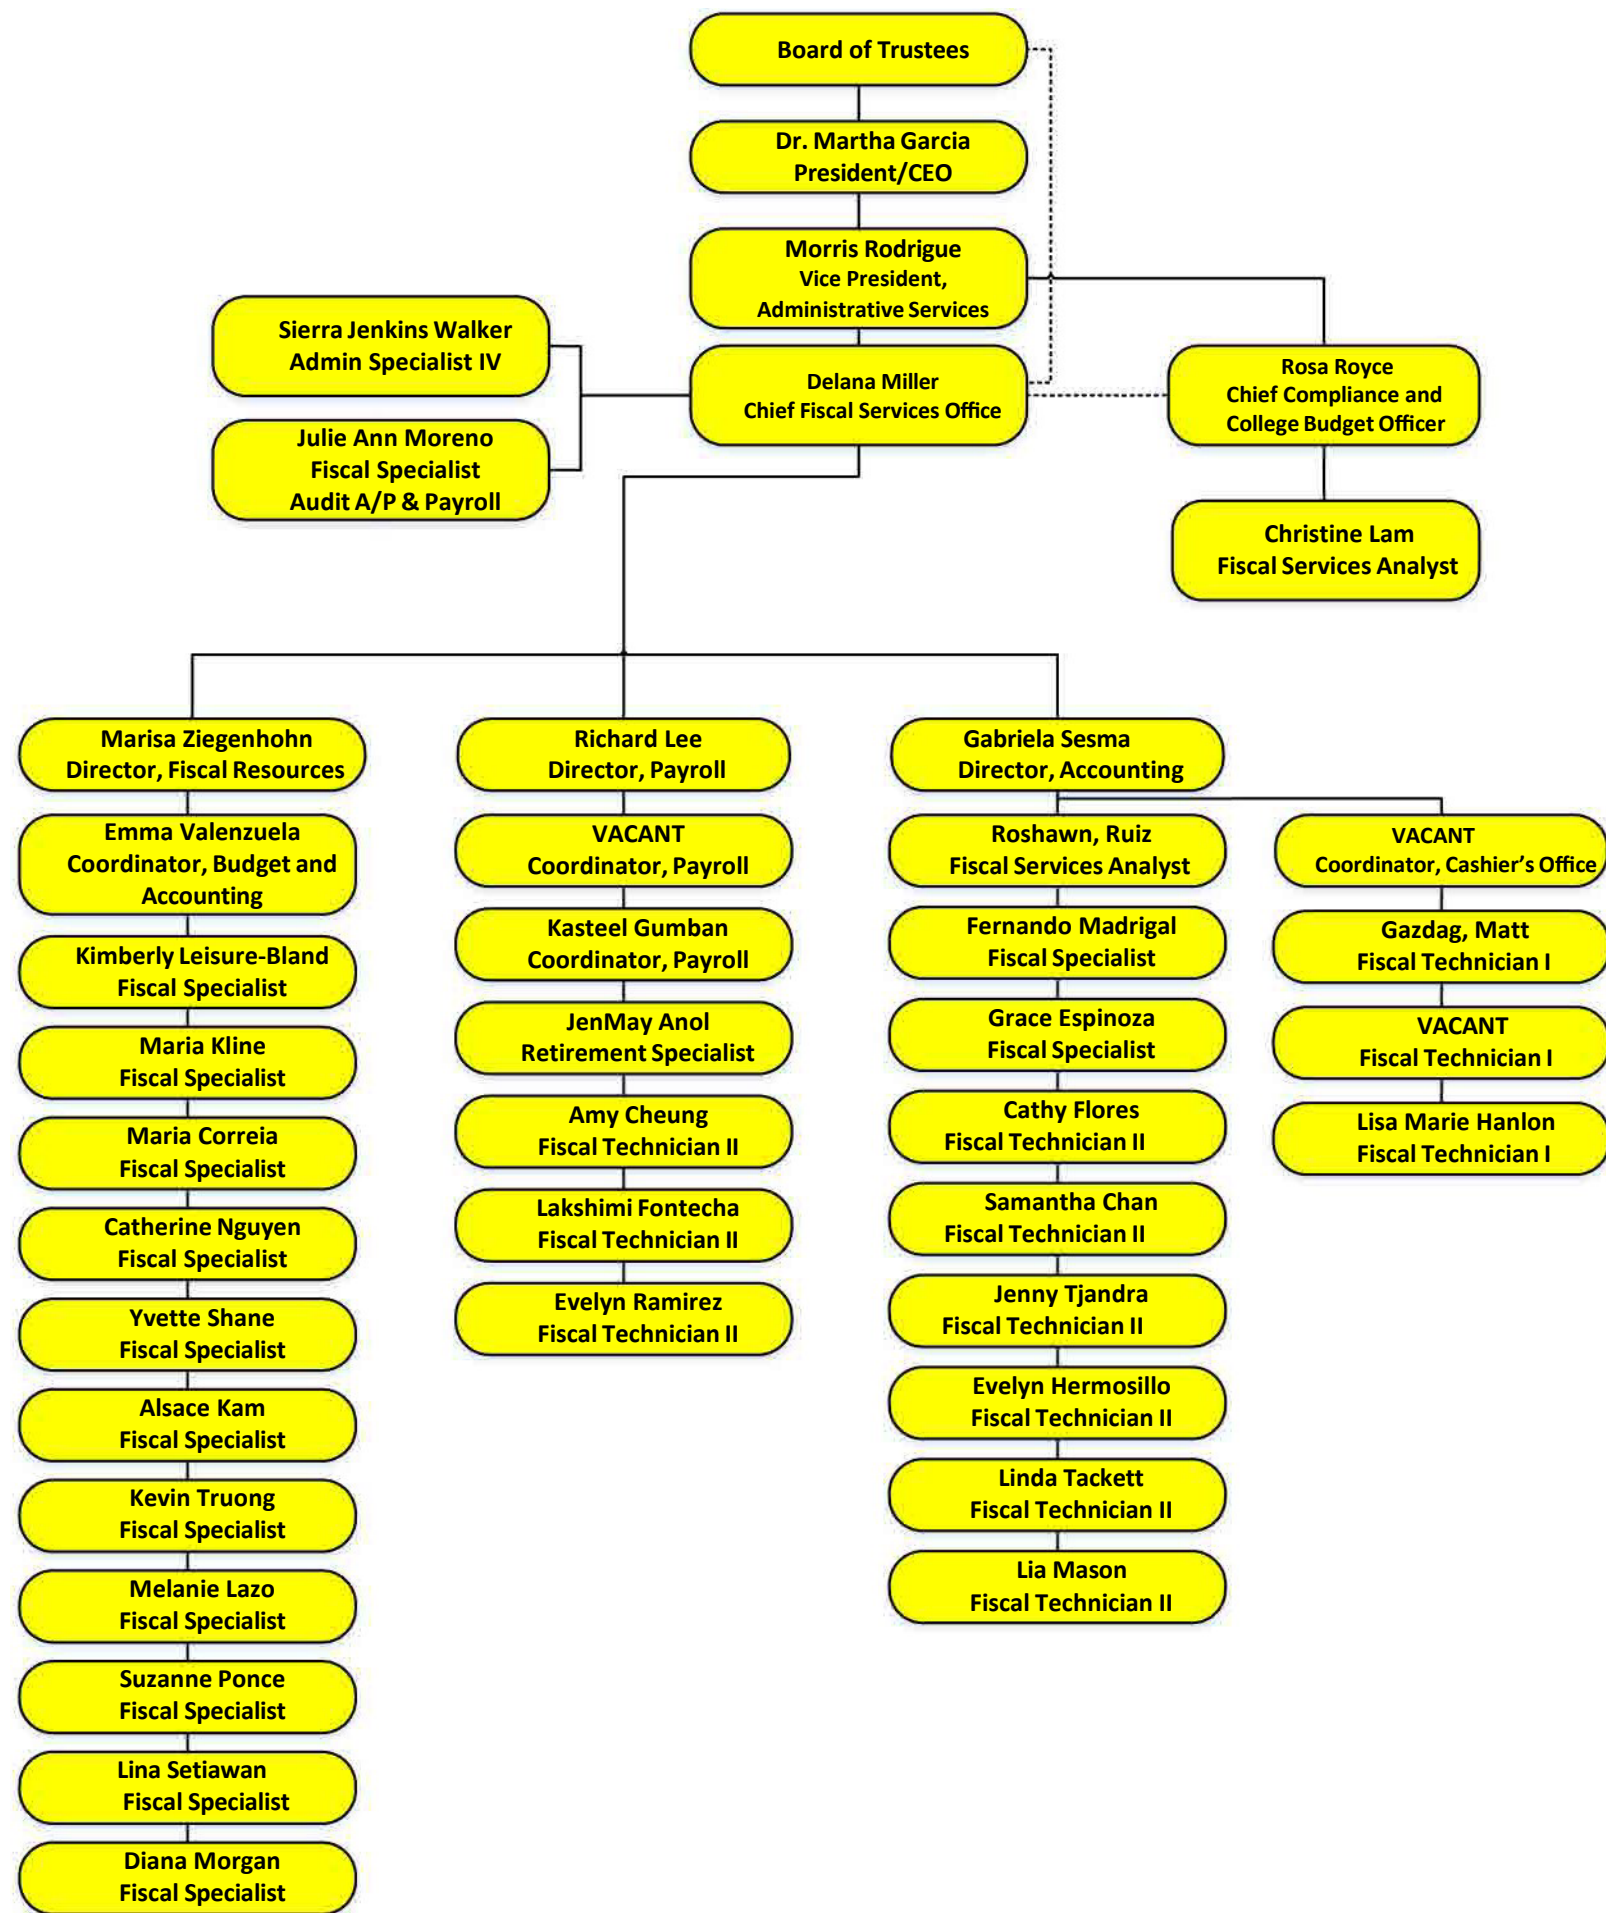 Board of Trustees
Dr. Martha Garcia
President/CEO
Morris Rodrigue
Vice President,
Administrative Services
Sierra Jenkins Walker
Admin Specialist IV
Delana Miller
Chief Fiscal Services Office
Rosa Royce
Chief Compliance and
College Budget Officer
Julie Ann Moreno
Fiscal Specialist
Audit A/P & Payroll
Christine Lam
Fiscal Services Analyst
Marisa Ziegenhohn
Director, Fiscal Resources
Emma Valenzuela
Coordinator, Budget and
Accounting
Kimberly Leisure-Bland
Fiscal Specialist
Maria Kline
Fiscal Specialist
Maria Correia
Fiscal Specialist
Catherine Nguyen
Fiscal Specialist
Yvette Shane
Fiscal Specialist
Alsace Kam
Fiscal Specialist
Kevin Truong
Fiscal Specialist
Melanie Lazo
Fiscal Specialist
Suzanne Ponce
Fiscal Specialist
Lina Setiawan
Fiscal Specialist
Diana Morgan
Fiscal Specialist
Richard Lee
Director, Payroll
VACANT
Coordinator, Payroll
Kasteel Gumban
Coordinator, Payroll
JenMay Anol
Retirement Specialist
Amy Cheung
Fiscal Technician II
Lakshimi Fontecha
Fiscal Technician II
Evelyn Ramirez
Fiscal Technician II
Gabriela Sesma
Director, Accounting
Roshawn, Ruiz
Fiscal Services Analyst
Fernando Madrigal
Fiscal Specialist
Grace Espinoza
Fiscal Specialist
Cathy Flores
Fiscal Technician II
Samantha Chan
Fiscal Technician II
Jenny Tjandra
Fiscal Technician II
Evelyn Hermosillo
Fiscal Technician II
Linda Tackett
Fiscal Technician II
Lia Mason
Fiscal Technician II
VACANT
Coordinator, Cashier’s Office
Gazdag, Matt
Fiscal Technician I
VACANT
Fiscal Technician I
Lisa Marie Hanlon
Fiscal Technician I